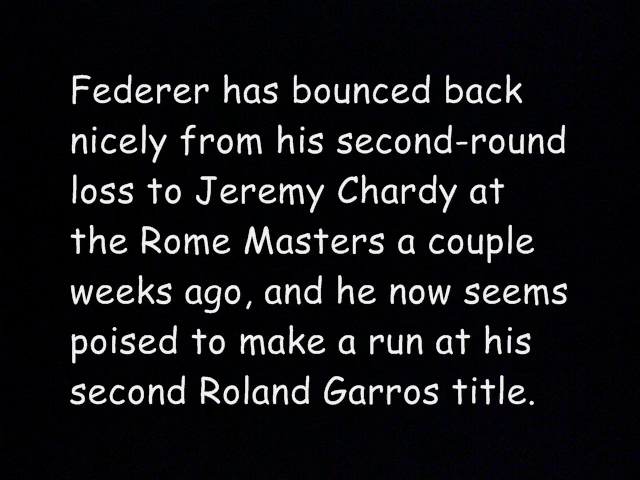 Federer has bounced back
nicely from his second-round
loss to Jeremy Chardy at
the Rome Masters a couple
weeks ago, and he now seems
poised to make a run at his
second Roland Garros title.